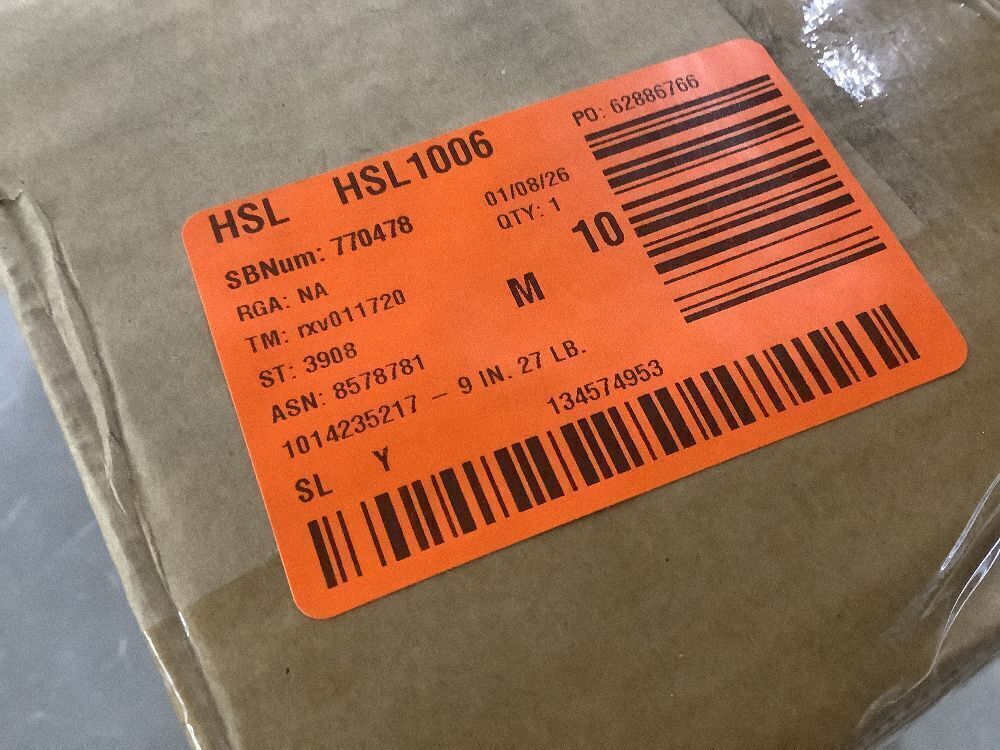 HSL HSL1006
PO: 62886766
SBNum: 770478
01/08/26
RGA: NA
QTY: 1
10
TM: rxv011720
M
ST: 3908
ASN: 8578781
1014235217 – 9 IN. 27 LB.
134574953
SL Y